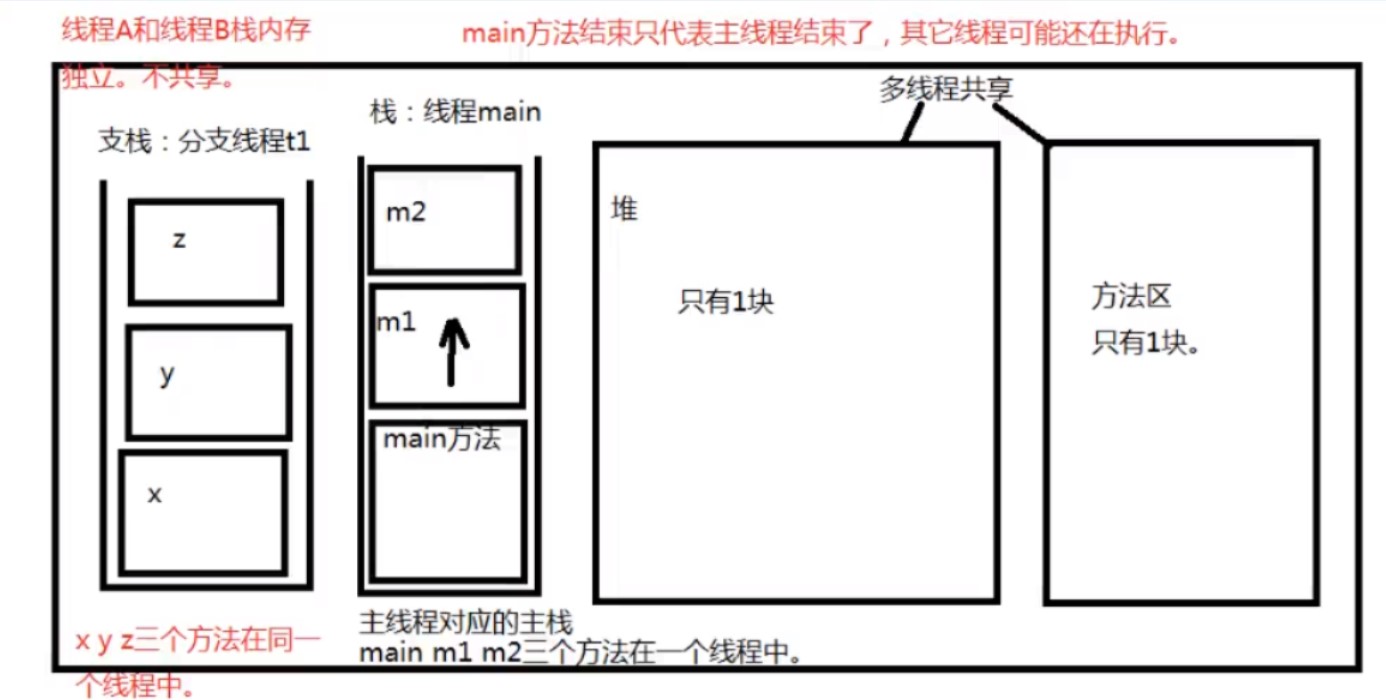 线程A和线程B栈内存
独立。不共享。
main方法结束只代表主线程结束了，其它线程可能还在执行。
多线程共享
支栈：分支线程t1
z
y
x
x y z三个方法在同一
个线程中。
栈：线程main
m2
m1
main方法
主线程对应的主栈
main m1 m2三个方法在一个线程中。
堆
只有1块
方法区
只有1块。